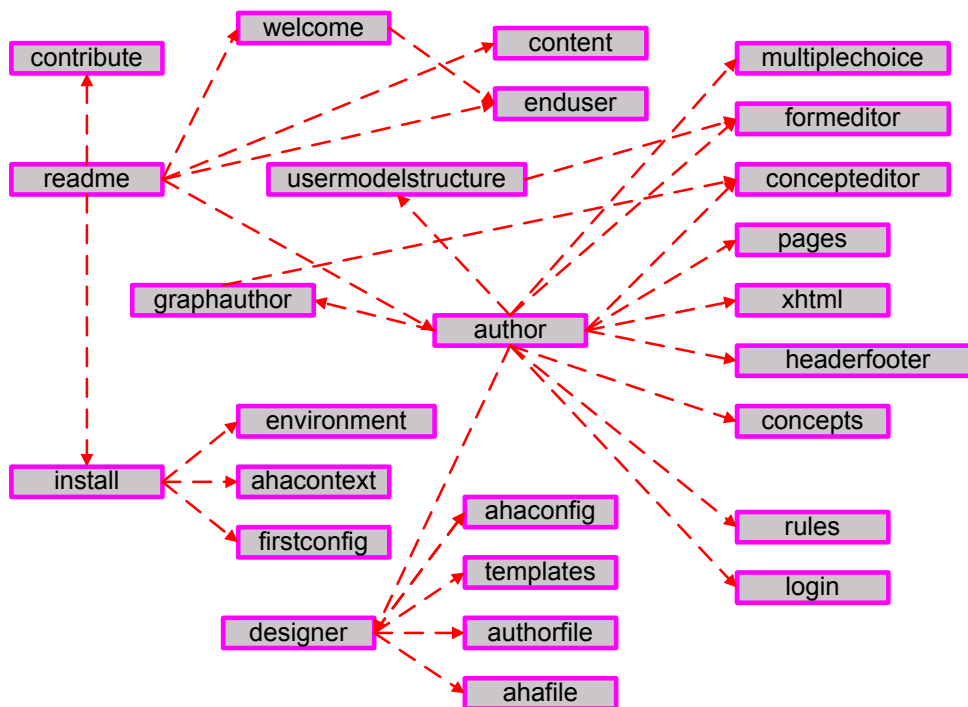 welcome
content
contribute
multiplechoice
enduser
formeditor
readme
usermodelstructure
concepteditor
pages
graphauthor
xhtml
author
headerfooter
environment
concepts
install
ahacontext
ahaconfig
rules
firstconfig
templates
login
designer
authorfile
ahafile